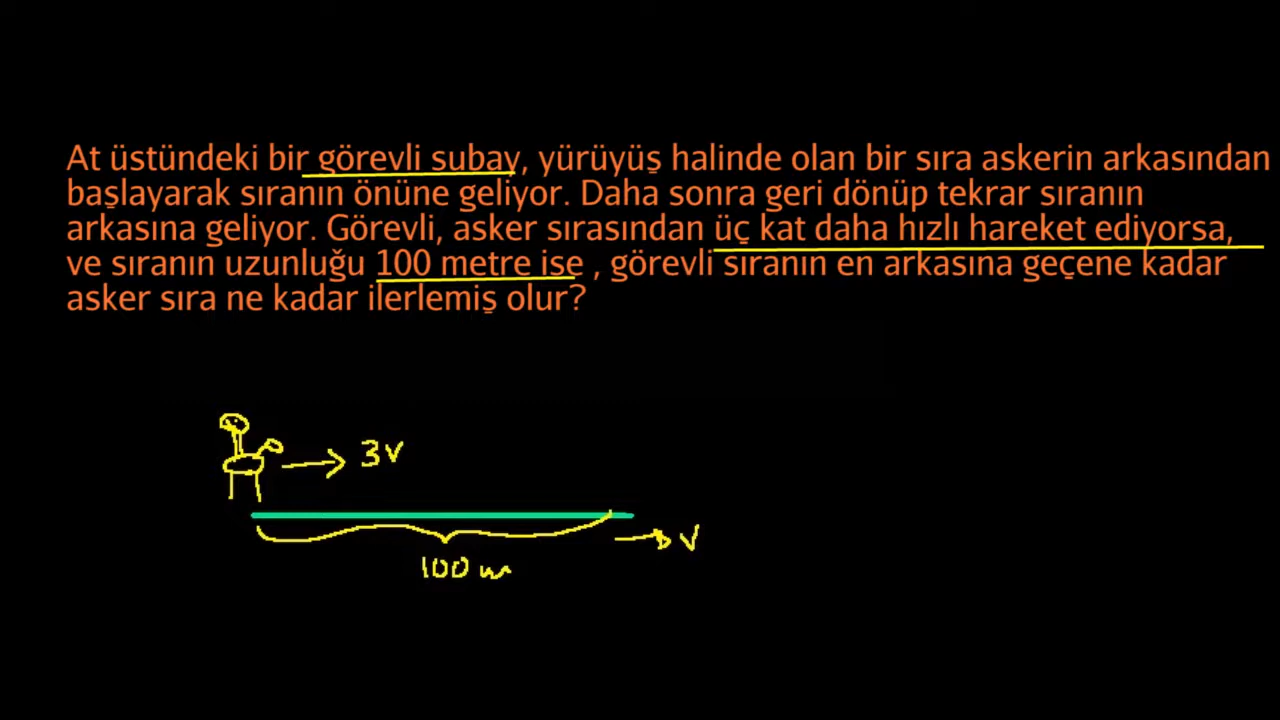 At üstündeki bir görevli subay, yürüyüş halinde olan bir sıra askerin arkasından
başlayarak sıranın önüne geliyor. Daha sonra geri dönüp tekrar sıranın
arkasına geliyor. Görevli, asker sırasından üç kat daha hızlı hareket ediyorsa,
ve sıranın uzunluğu 100 metre ise , görevli sıranın en arkasına geçene kadar
asker sıra ne kadar ilerlemiş olur?
3v
v
100 m